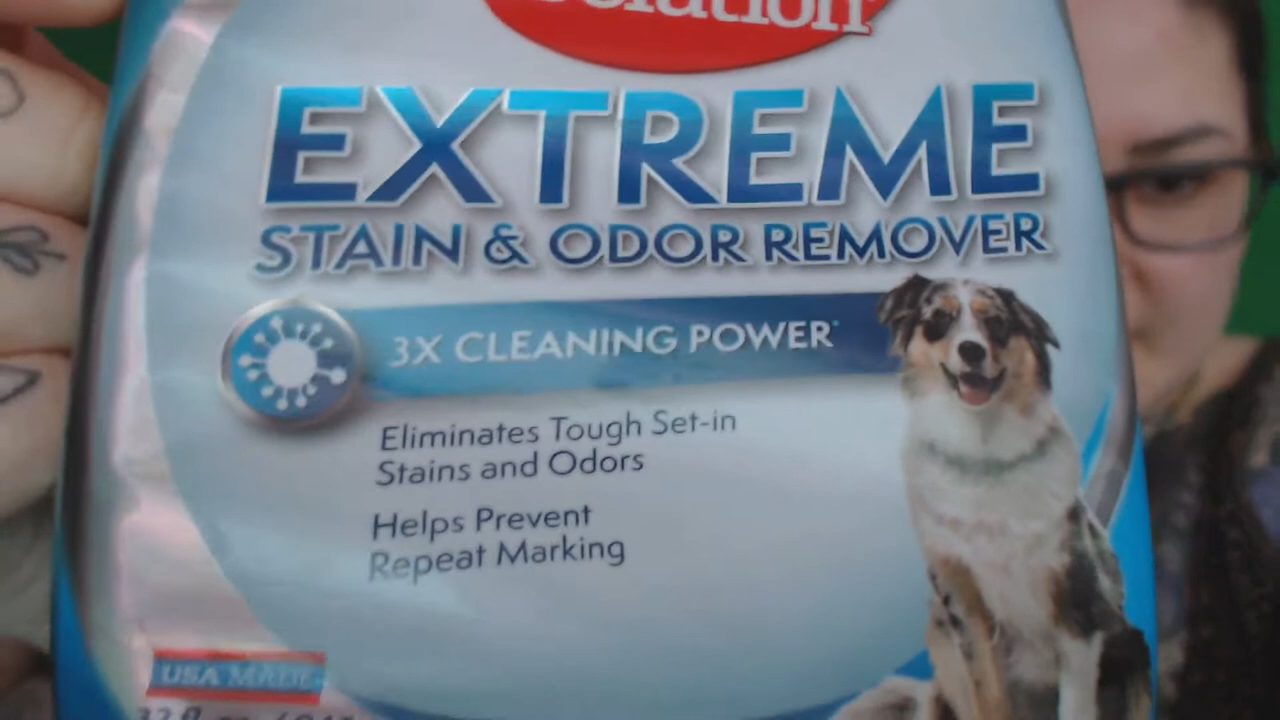 EXTREME
STAIN & ODOR REMOVER
3X CLEANING POWER*
Eliminates Tough Set-in
Stains and Odors
Helps Prevent
Repeat Marking
USA MADE